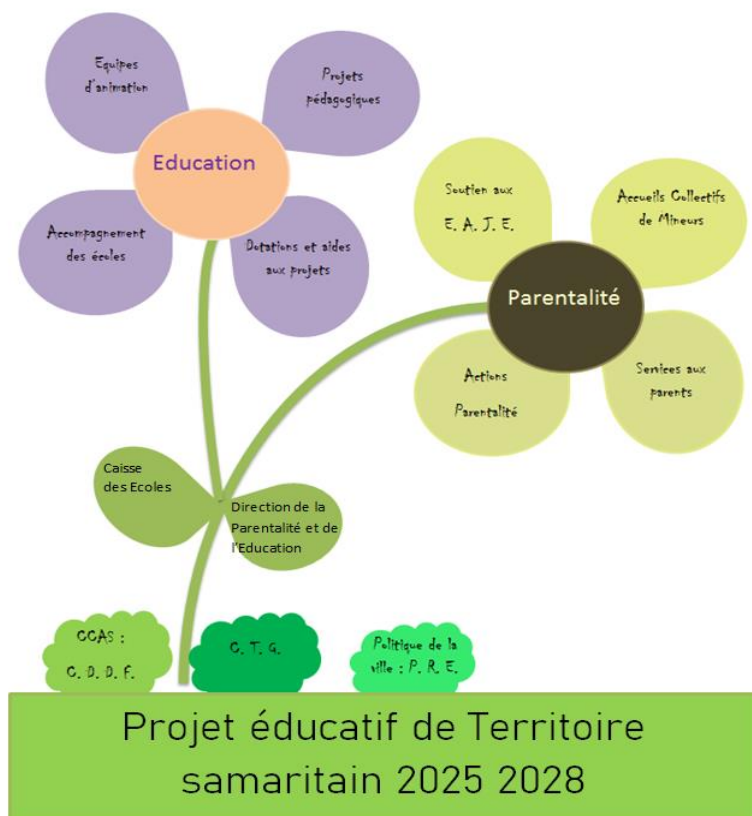 Equipes
d'animation
Projets
pédagogiques
Education
Accompagnement
des écoles
Dotations et aides
aux projets
Soutien aux
E. A. J. E.
Accueils Collectifs
de Mineurs
Parentalité
Actions
Parentalité
Services aux
parents
Caisse
des Ecoles
Direction de la
Parentalité et de
l'Education
CCAS :
C. D. D. F.
C. T. G.
Politique de la
ville : P. R. E.
Projet éducatif de Territoire
samaritain 2025 2028